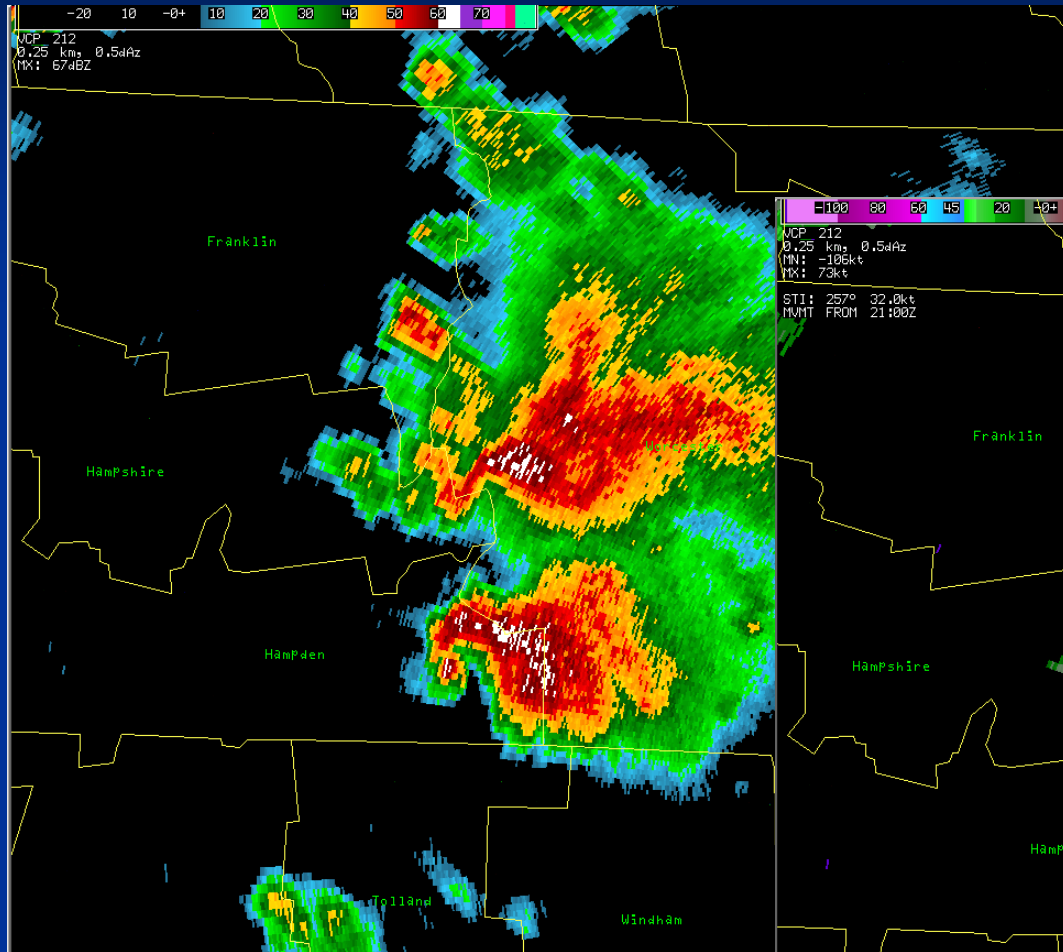 -20 10 -0+ 10 20 30 40 50 60 70
VCP 212
0.25 km, 0.5dAz
MX: 67dBZ
Franklin
-100 80 60 45 20 -0+
VCP 212
0.25 km, 0.5dAz
MN: -106kt
MX: 73kt
STI: 257º 32.0kt
MVMT FROM 21:00Z
Franklin
Hampshire
Hampden
Hampshire
Hamp
Tolland
Windham